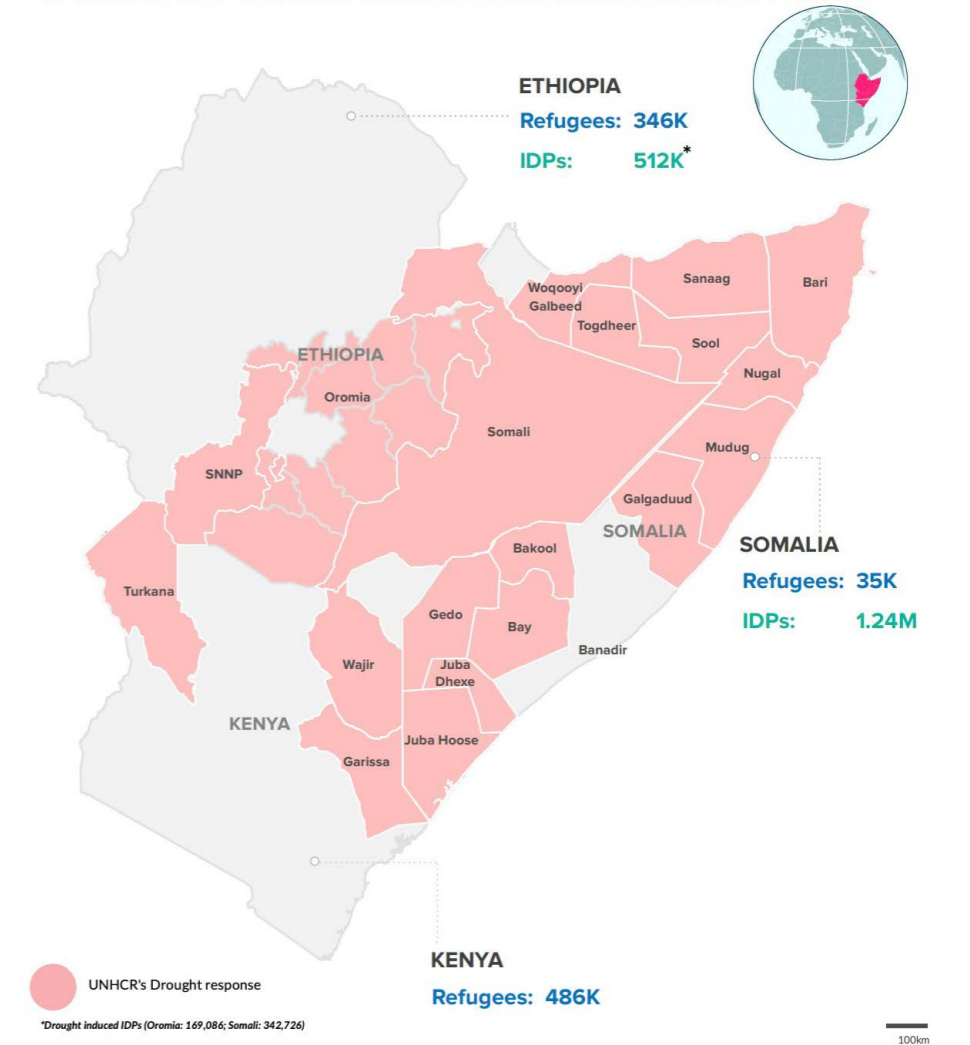 ETHIOPIA
Refugees: 346K
IDPs: 512K*
Sanaag
Bari
Woqooyi
Galbeed
Togdheer
Sool
ETHIOPIA
Nugal
Oromia
Somali
Mudug
SNNP
Galgaduud
SOMALIA
SOMALIA
Bakool
Refugees: 35K
Turkana
Gedo
IDPs: 1.24M
Bay
Banadir
Wajir
Juba
Dhexe
KENYA
Juba Hoose
Garissa
KENYA
UNHCR's Drought response
Refugees: 486K
*Drought induced IDPs (Oromia: 169,086; Somali: 342,726)
100km